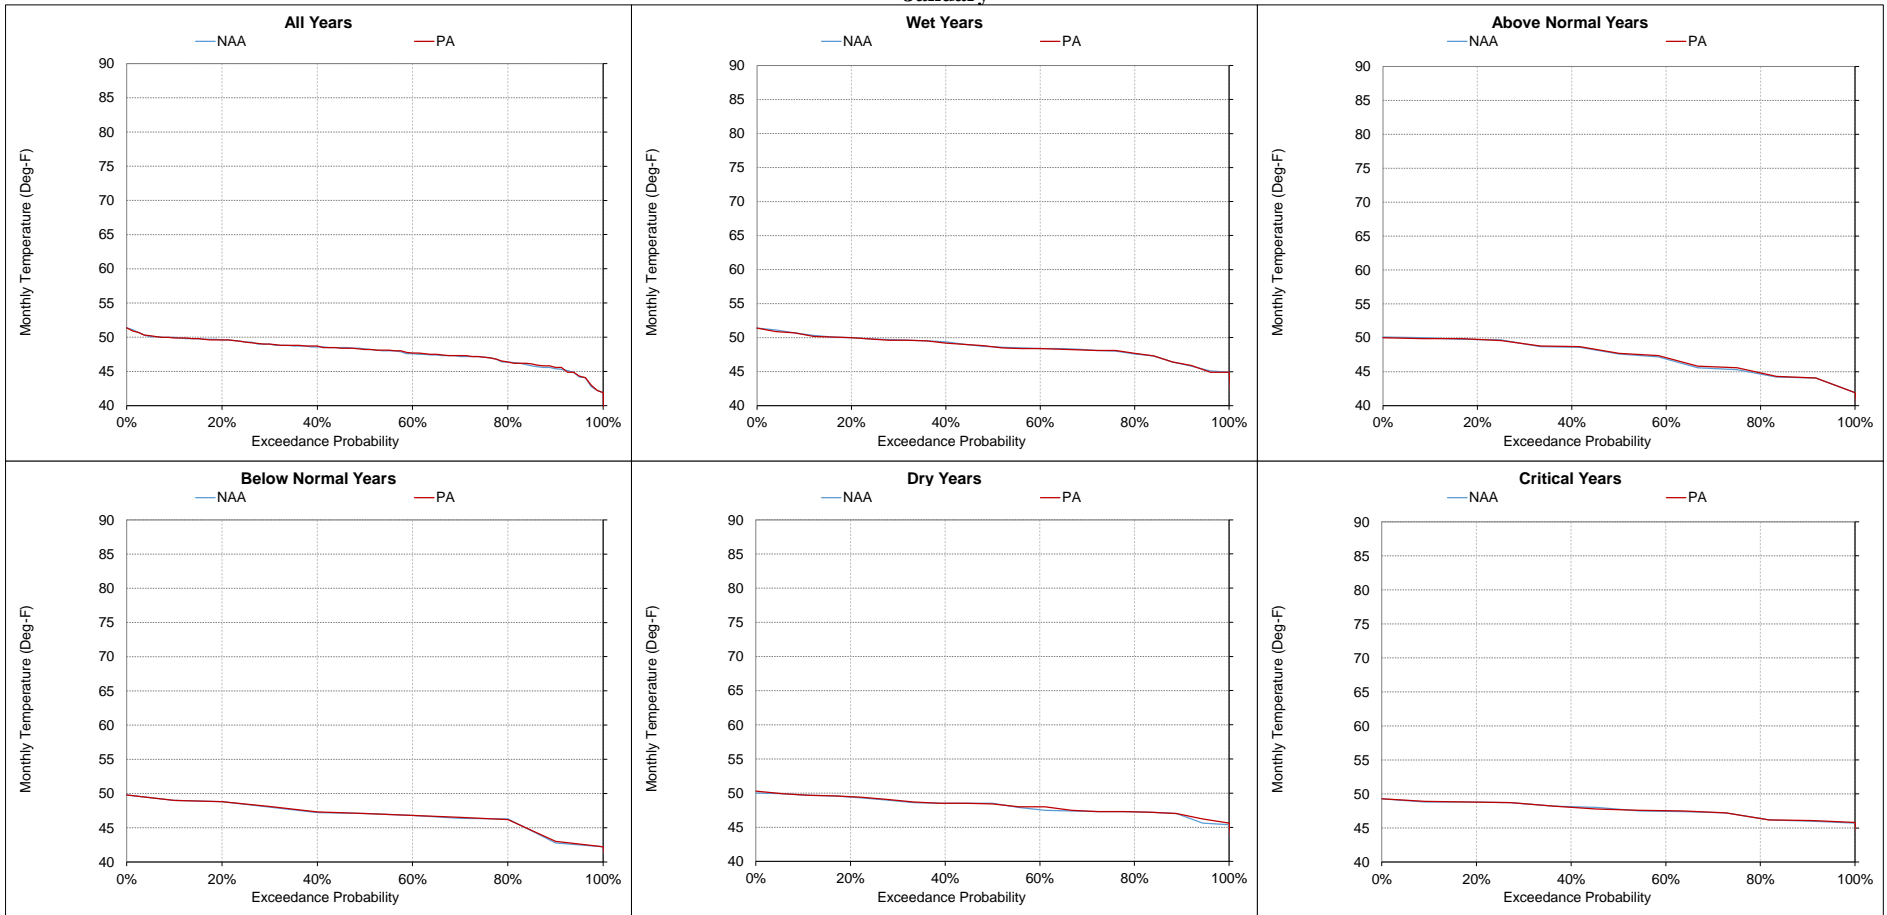 All Years
NAA PA
90
85
80
75
70
65
60
55
50
45
40
0% 20% 40% 60% 80% 100%
Monthly Temperature (Deg-F)
Exceedance Probability
Wet Years
NAA PA
90
85
80
75
70
65
60
55
50
45
40
0% 20% 40% 60% 80% 100%
Monthly Temperature (Deg-F)
Exceedance Probability
Above Normal Years
NAA PA
90
85
80
75
70
65
60
55
50
45
40
0% 20% 40% 60% 80% 100%
Monthly Temperature (Deg-F)
Exceedance Probability
Below Normal Years
NAA PA
90
85
80
75
70
65
60
55
50
45
40
0% 20% 40% 60% 80% 100%
Monthly Temperature (Deg-F)
Exceedance Probability
Dry Years
NAA PA
90
85
80
75
70
65
60
55
50
45
40
0% 20% 40% 60% 80% 100%
Monthly Temperature (Deg-F)
Exceedance Probability
Critical Years
NAA PA
90
85
80
75
70
65
60
55
50
45
40
0% 20% 40% 60% 80% 100%
Monthly Temperature (Deg-F)
Exceedance Probability